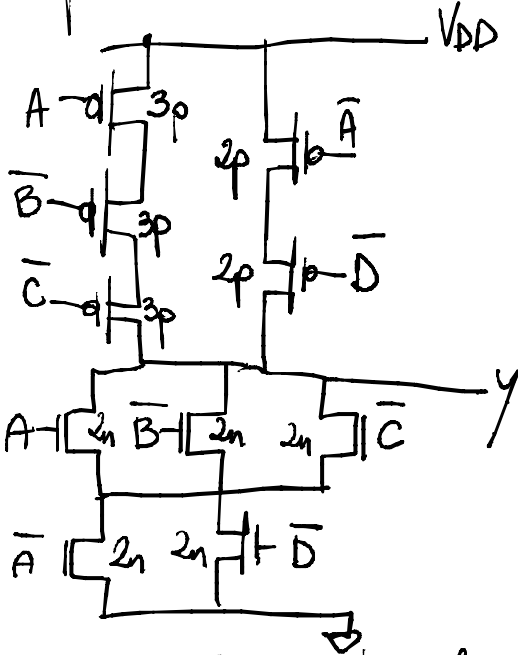 VDD
A 3p
2p A̅
B̅ 3p
2p D̅
C̅ 3p
Y
A 2n B̅ 2n 2n C̅
A̅ 2n 2n D̅